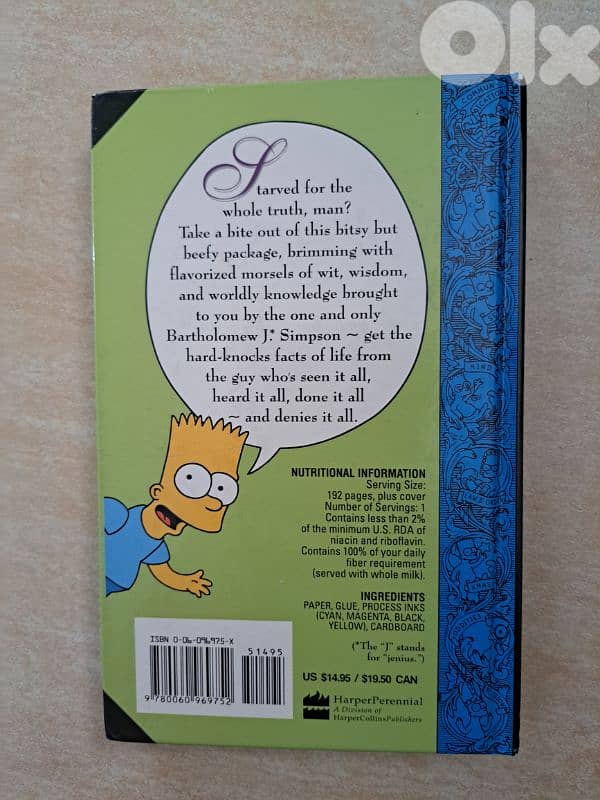 Olx
Starved for the
whole truth, man?
Take a bite out of this bitsy but
beefy package, brimming with
flavorized morsels of wit, wisdom,
and worldly knowledge brought
to you by the one and only
Bartholomew J.* Simpson ~ get the
hard-knocks facts of life from
the guy who's seen it all,
heard it all, done it all
~ and denies it all.
NUTRITIONAL INFORMATION
Serving Size:
192 pages, plus cover
Number of Servings: 1
Contains less than 2%
of the minimum U.S. RDA of
niacin and riboflavin.
Contains 100% of your daily
fiber requirement
(served with whole milk).
INGREDIENTS
PAPER, GLUE, PROCESS INKS
(CYAN, MAGENTA, BLACK,
YELLOW), CARDBOARD
(*The "J" stands
for "jenius.")
US $14.95 / $19.50 CAN
HarperPerennial
A Division of
HarperCollinsPublishers
ISBN 0-06-096975-X
51495
9 780060 969752
MIND